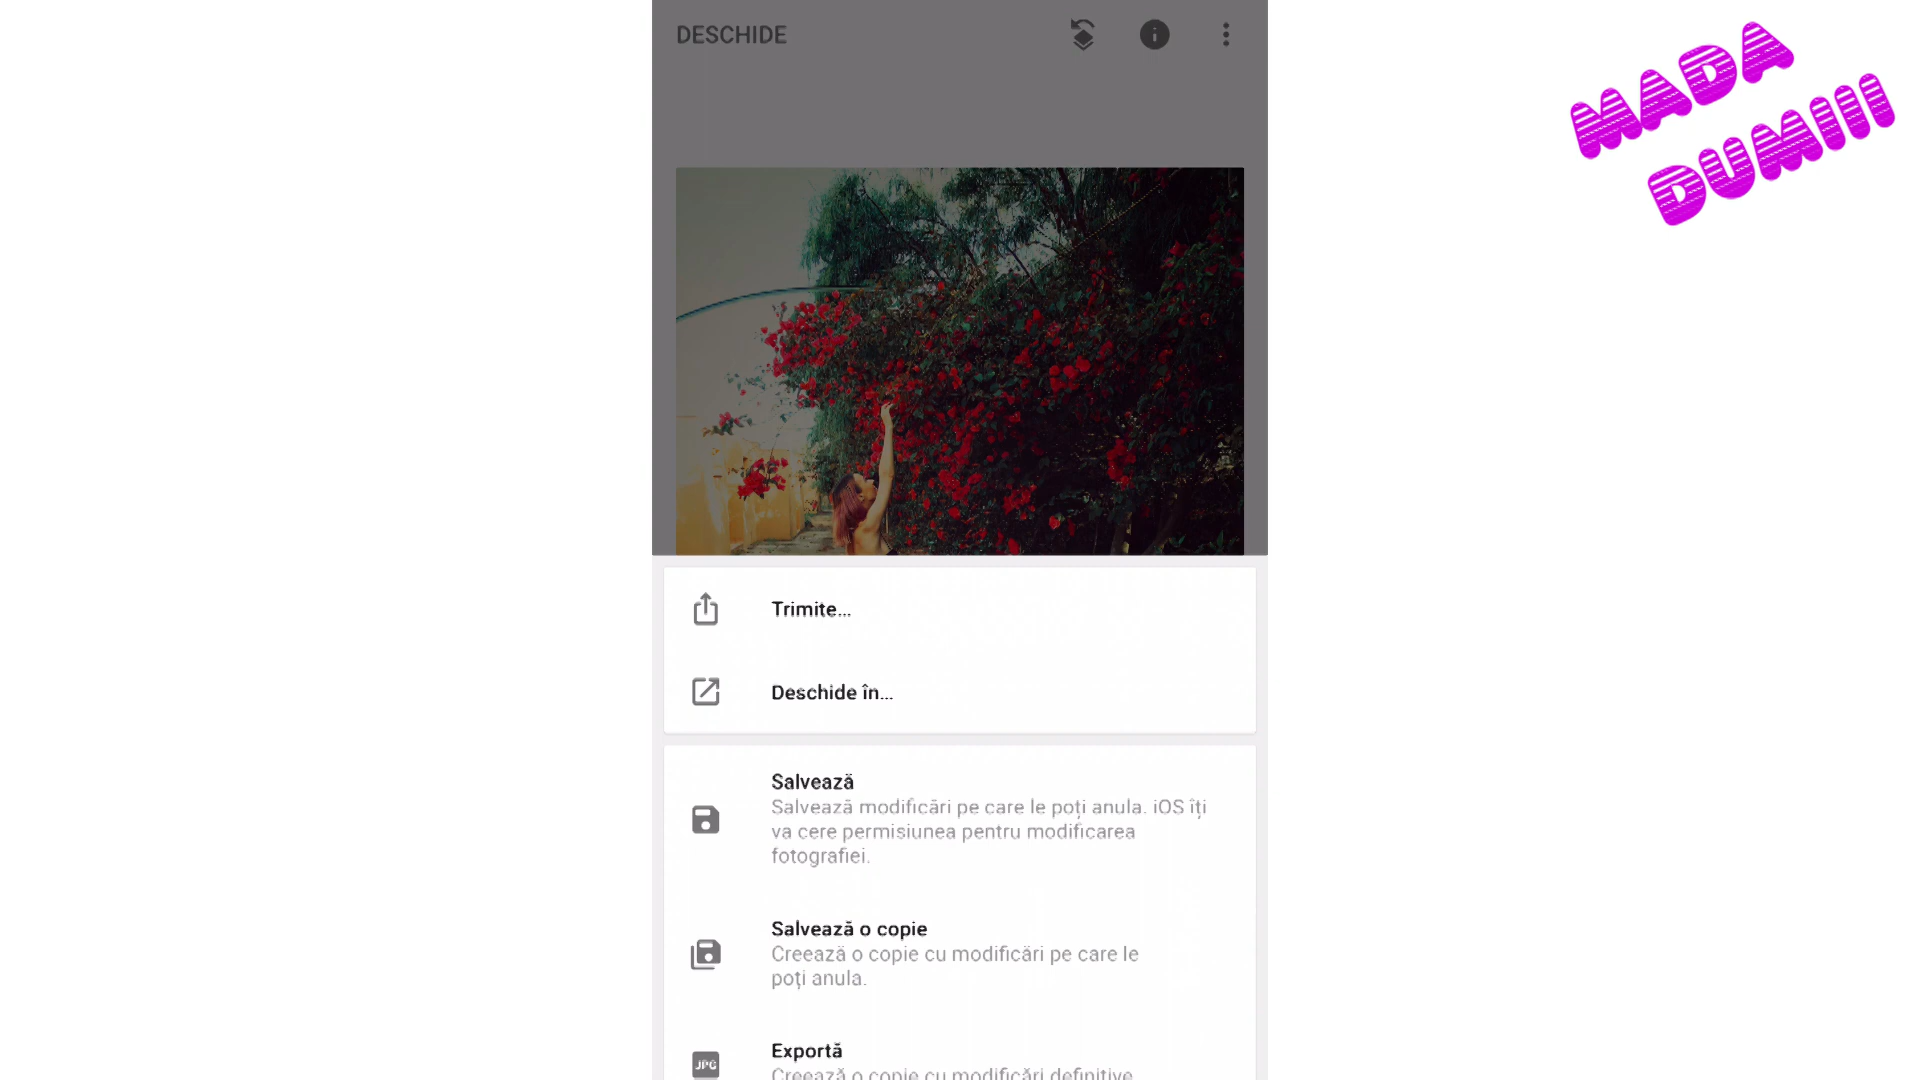 DESCHIDE
MADA
DUMIII
Trimite...
Deschide în...
Salvează
Salvează modificări pe care le poți anula. iOS îți
va cere permisiunea pentru modificarea
fotografiei.
Salvează o copie
Creează o copie cu modificări pe care le
poți anula.
JPG
Exportă
Creează o copie cu modificări definitive